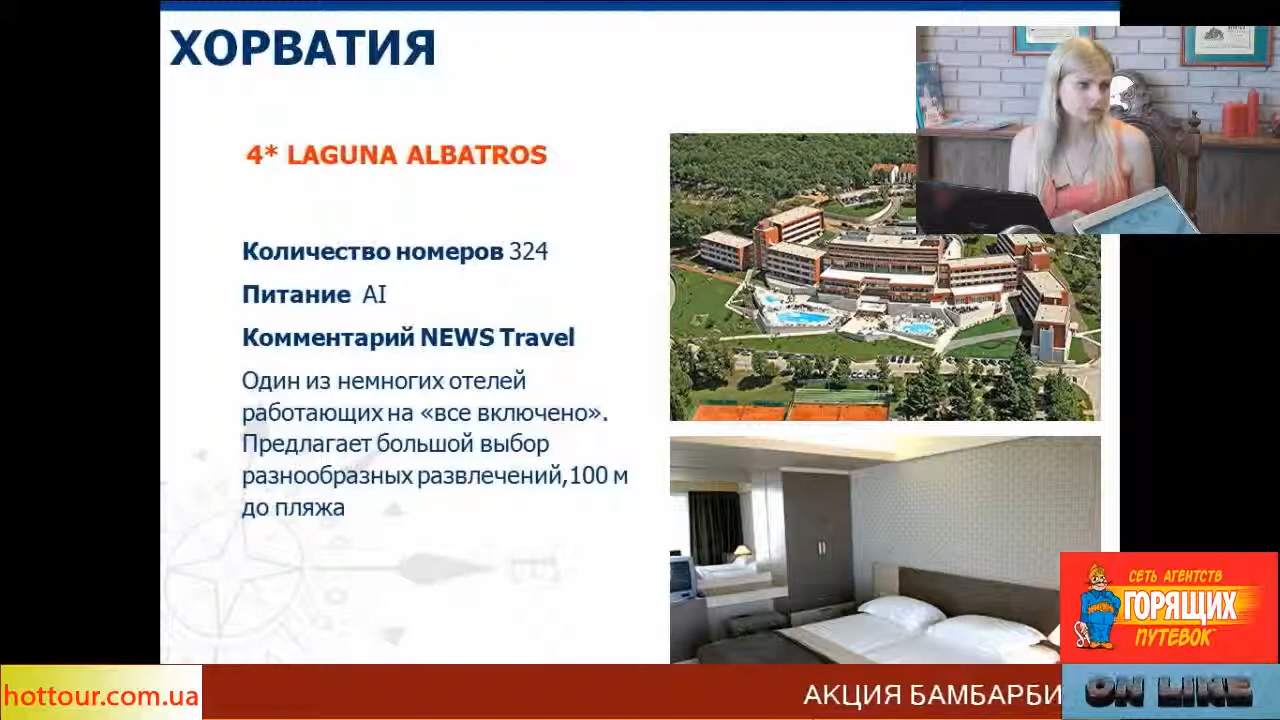 ХОРВАТИЯ
4* LAGUNA ALBATROS
Количество номеров 324
Питание AI
Комментарий NEWS Travel
Один из немногих отелей
работающих на «все включено».
Предлагает большой выбор
разнообразных развлечений,100 м
до пляжа
СЕТЬ АГЕНТСТВ
ГОРЯЩИХ
ПУТЕВОК
hottour.com.ua
АКЦИЯ БАМБАРБИ
ON LINE